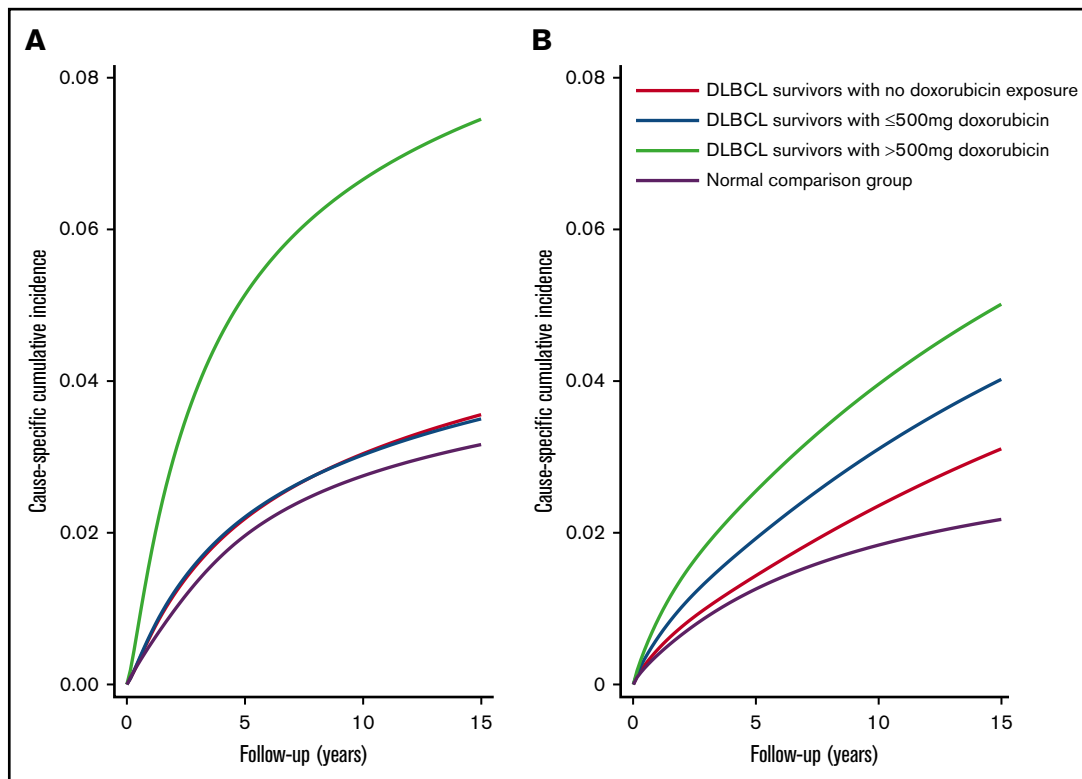 A
0.08
0.06
0.04
0.02
0.00
Cause-specific cumulative incidence
0
5
10
15
Follow-up (years)
B
DLBCL survivors with no doxorubicin exposure
DLBCL survivors with ≤500mg doxorubicin
DLBCL survivors with >500mg doxorubicin
Normal comparison group
0.08
0.06
0.04
0.02
0
Cause-specific cumulative incidence
0
5
10
15
Follow-up (years)